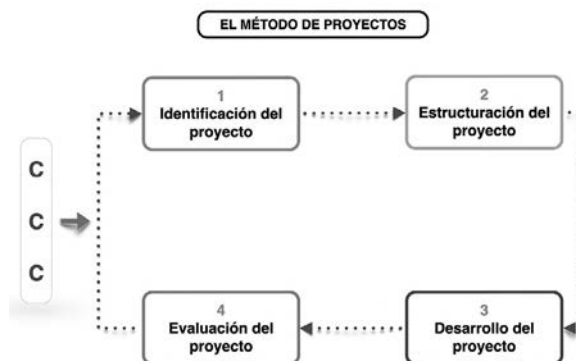 EL MÉTODO DE PROYECTOS
1
Identificación del
proyecto
2
Estructuración del
proyecto
C
C
C
4
Evaluación del
proyecto
3
Desarrollo del
proyecto